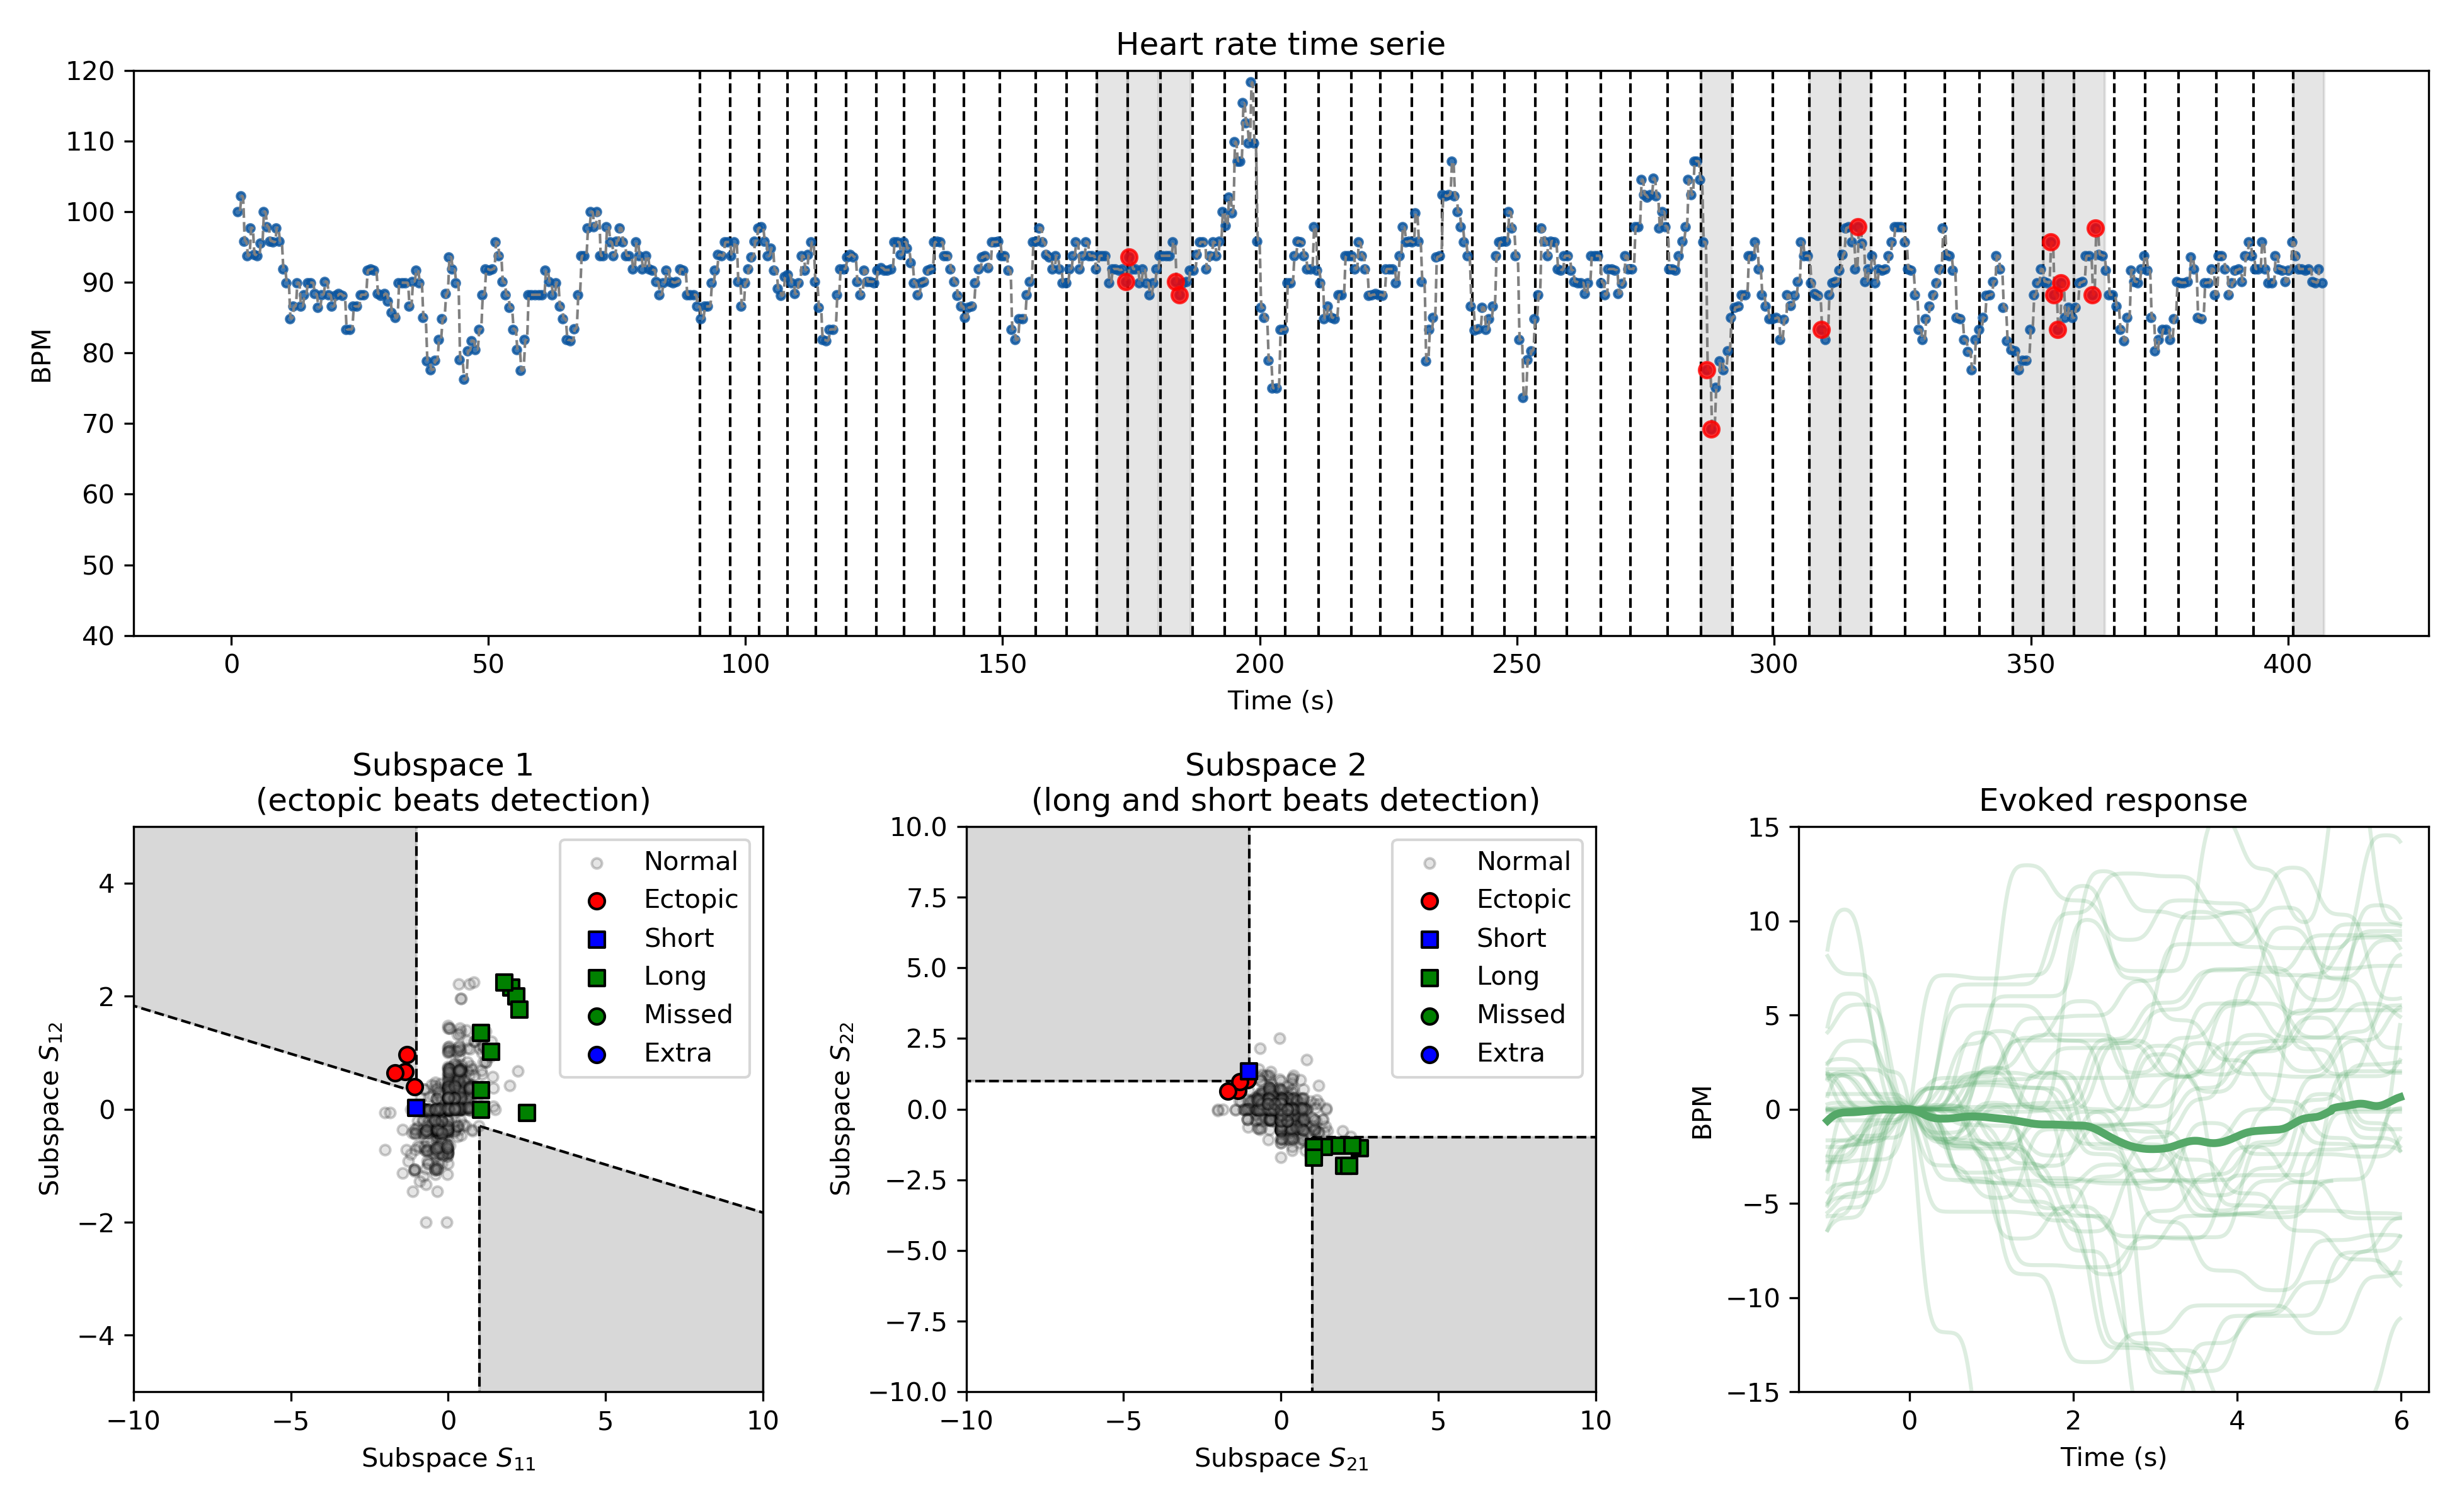 Heart rate time serie
120
110
100
90
80
70
60
50
40
BPM
0 50 100 150 200 250 300 350 400
Time (s)
Subspace 1
(ectopic beats detection)
4
2
0
−2
−4
Subspace S₁₂
Normal
Ectopic
Short
Long
Missed
Extra
−10 −5 0 5 10
Subspace S₁₁
Subspace 2
(long and short beats detection)
10.0
7.5
5.0
2.5
0.0
−2.5
−5.0
−7.5
−10.0
Subspace S₂₂
Normal
Ectopic
Short
Long
Missed
Extra
−10 −5 0 5 10
Subspace S₂₁
Evoked response
15
10
5
0
−5
−10
−15
BPM
0 2 4 6
Time (s)